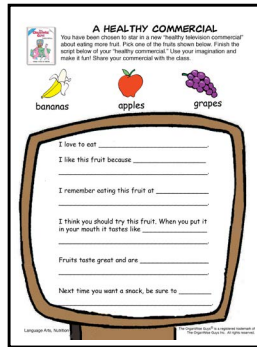 A HEALTHY COMMERCIAL
You have been chosen to star in a new "healthy television commercial"
about eating more fruit. Pick one of the fruits shown below. Finish the
script below of your "healthy commercial." Use your imagination and
make it fun! Share your commercial with the class.
bananas
apples
grapes
I love to eat
I like this fruit because
I remember eating this fruit at
I think you should try this fruit. When you put it
in your mouth it tastes like
Fruits taste great and are
Next time you want a snack, be sure to
Language Arts, Nutrition
The OrganWise Guys® is a registered trademark of
The OrganWise Guys Inc. All rights reserved.